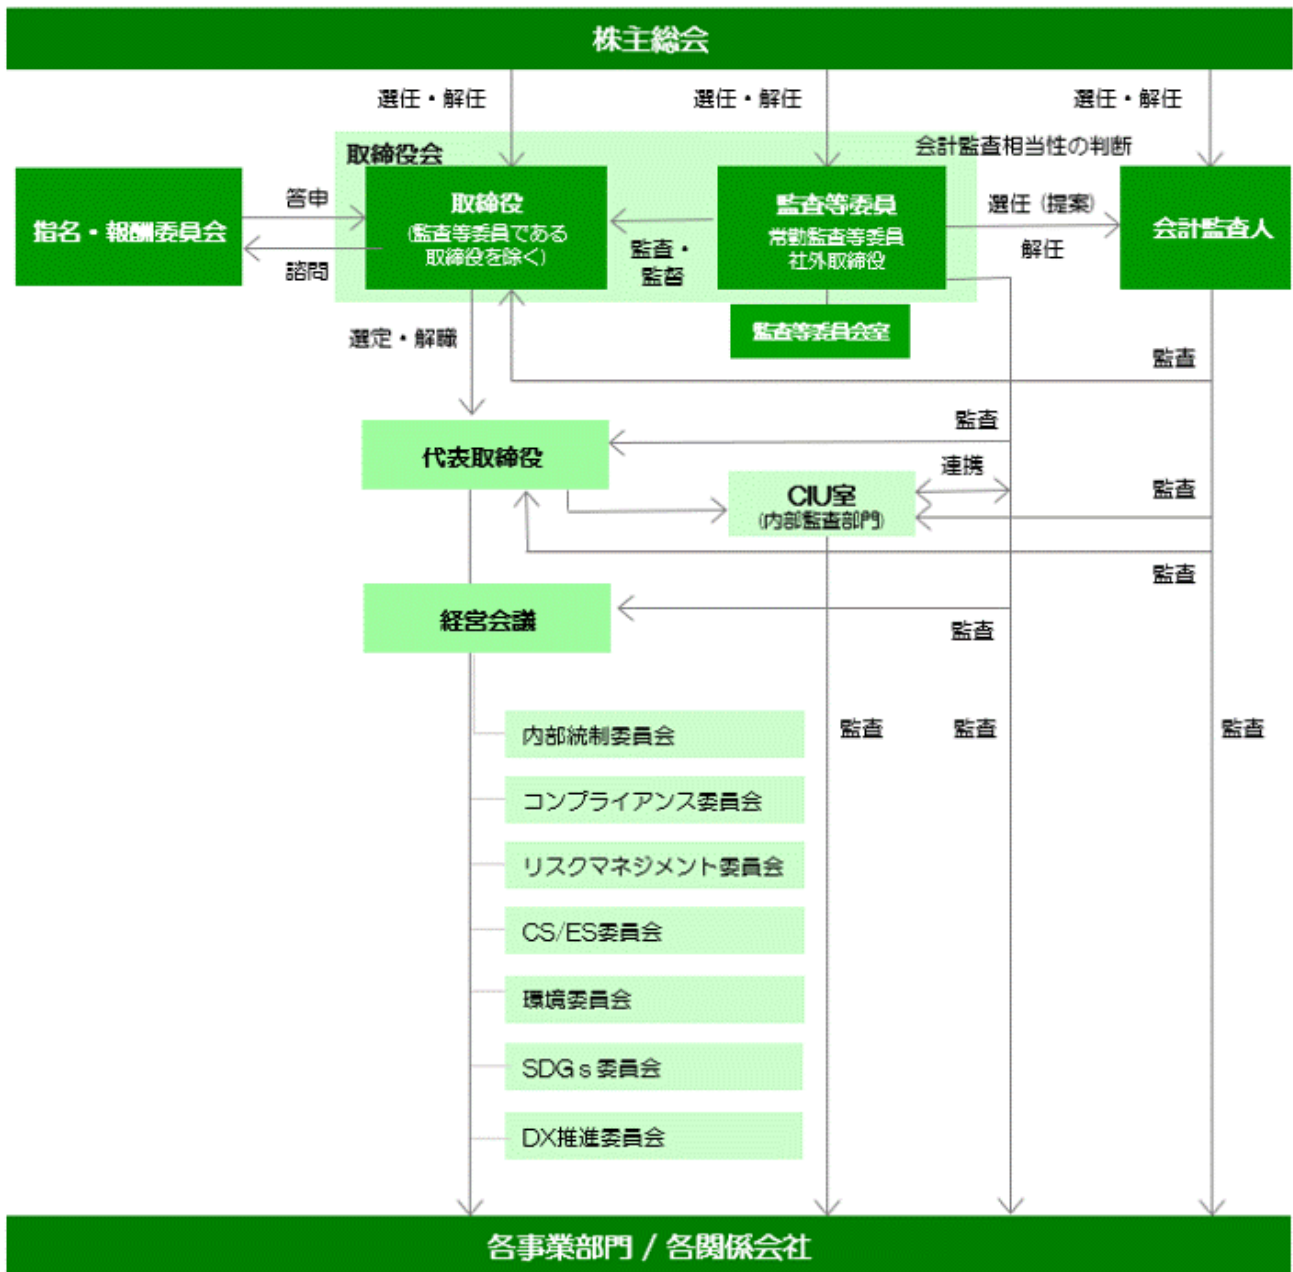 株主総会
選任・解任
選任・解任
選任・解任
取締役会
会計監査相当性の判断
指名・報酬委員会
答申
諮問
取締役
(監査等委員である
取締役を除く)
監査・
監督
監査等委員
常勤監査等委員
社外取締役
選任（提案）
解任
会計監査人
監査等委員会室
選定・解職
監査
代表取締役
監査
連携
CIU室
(内部監査部門)
監査
監査
経営会議
監査
内部統制委員会
監査
監査
監査
コンプライアンス委員会
リスクマネジメント委員会
CS/ES委員会
環境委員会
SDGｓ委員会
DX推進委員会
各事業部門 / 各関係会社